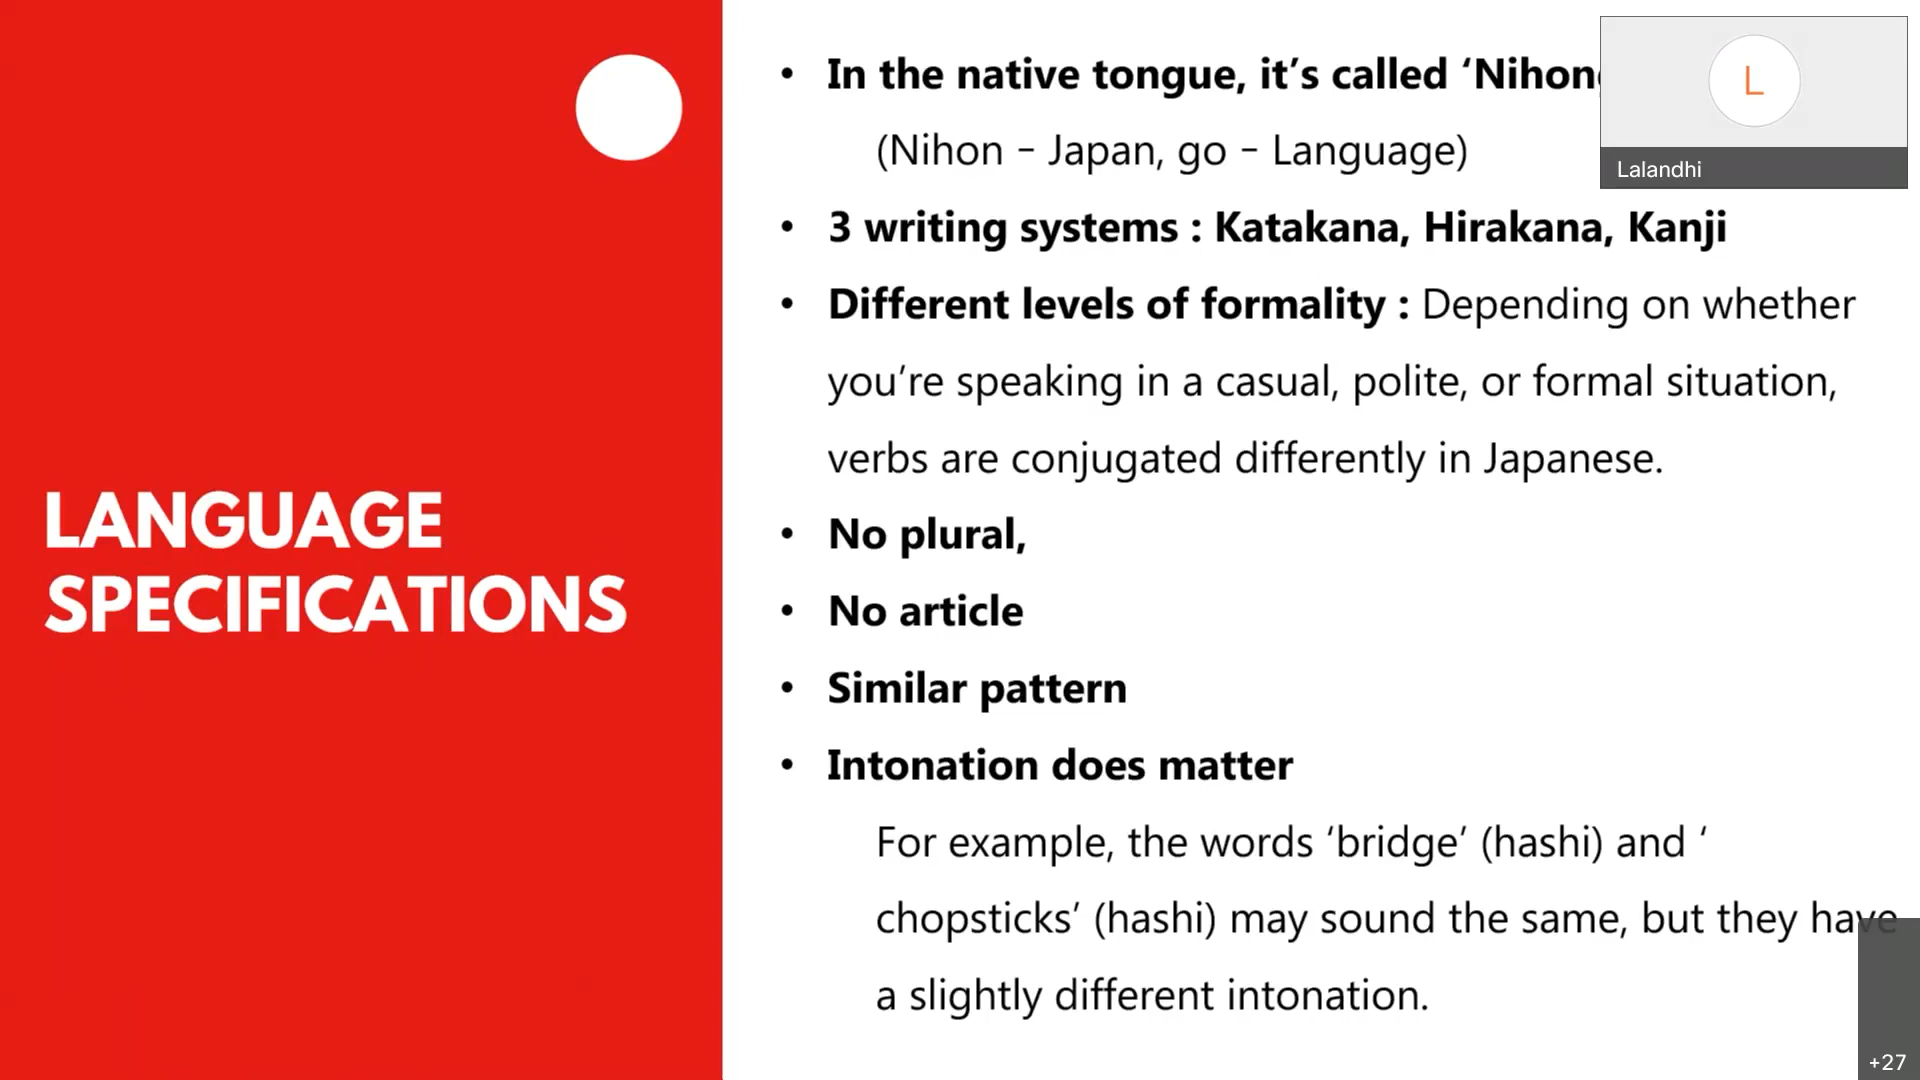 LANGUAGE
SPECIFICATIONS
• In the native tongue, it’s called ‘Nihon
(Nihon – Japan, go – Language)
• 3 writing systems : Katakana, Hirakana, Kanji
• Different levels of formality : Depending on whether
you’re speaking in a casual, polite, or formal situation,
verbs are conjugated differently in Japanese.
• No plural,
• No article
• Similar pattern
• Intonation does matter
For example, the words ‘bridge’ (hashi) and ‘
chopsticks’ (hashi) may sound the same, but they have
a slightly different intonation.
L
Lalandhi
+27